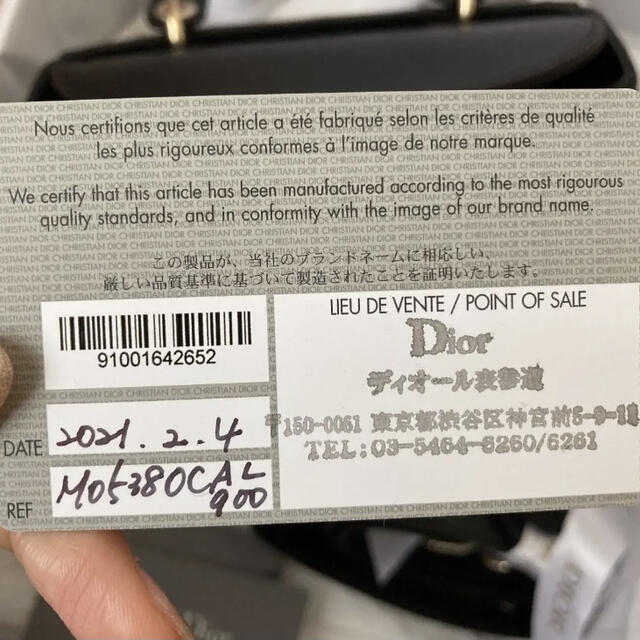 Nous certifions que cet article a été fabriqué selon les critères de qualité
les plus rigoureux conformes à l'image de notre marque.
We certify that this article has been manufactured according to the most rigourous
quality standards, and in conformity with the image of our brand name.
この製品が、当社のブランドネームに相応しい、
厳しい品質基準に基づいて製造されたことを証明いたします。
91001642652
DATE 2021.2.4
REF M0538OCAL
900
LIEU DE VENTE / POINT OF SALE
Dior
ディオール表参道
〒150-0061 東京都渋谷区神宮前5-9-11
TEL:03-5464-6260/6261
Dior
DIOR